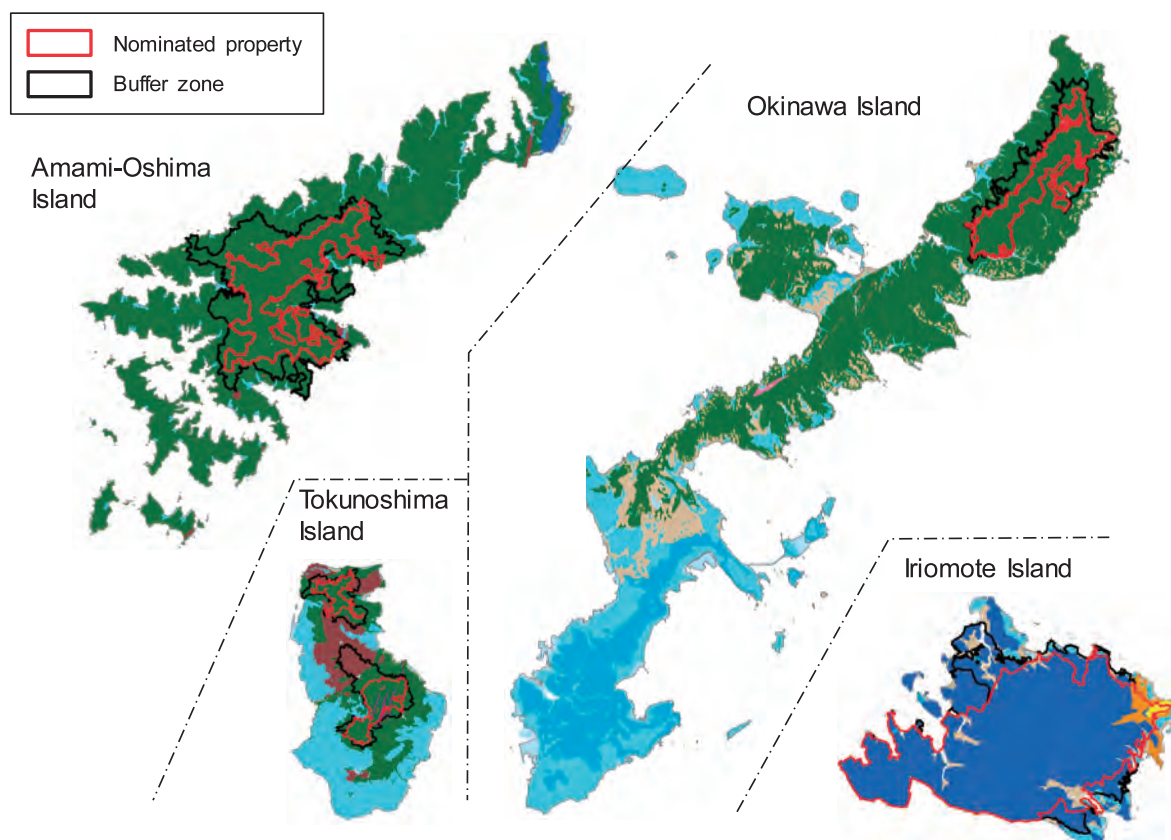 Nominated property
Buffer zone
Amami-Oshima
Island
Okinawa Island
Tokunoshima
Island
Iriomote Island